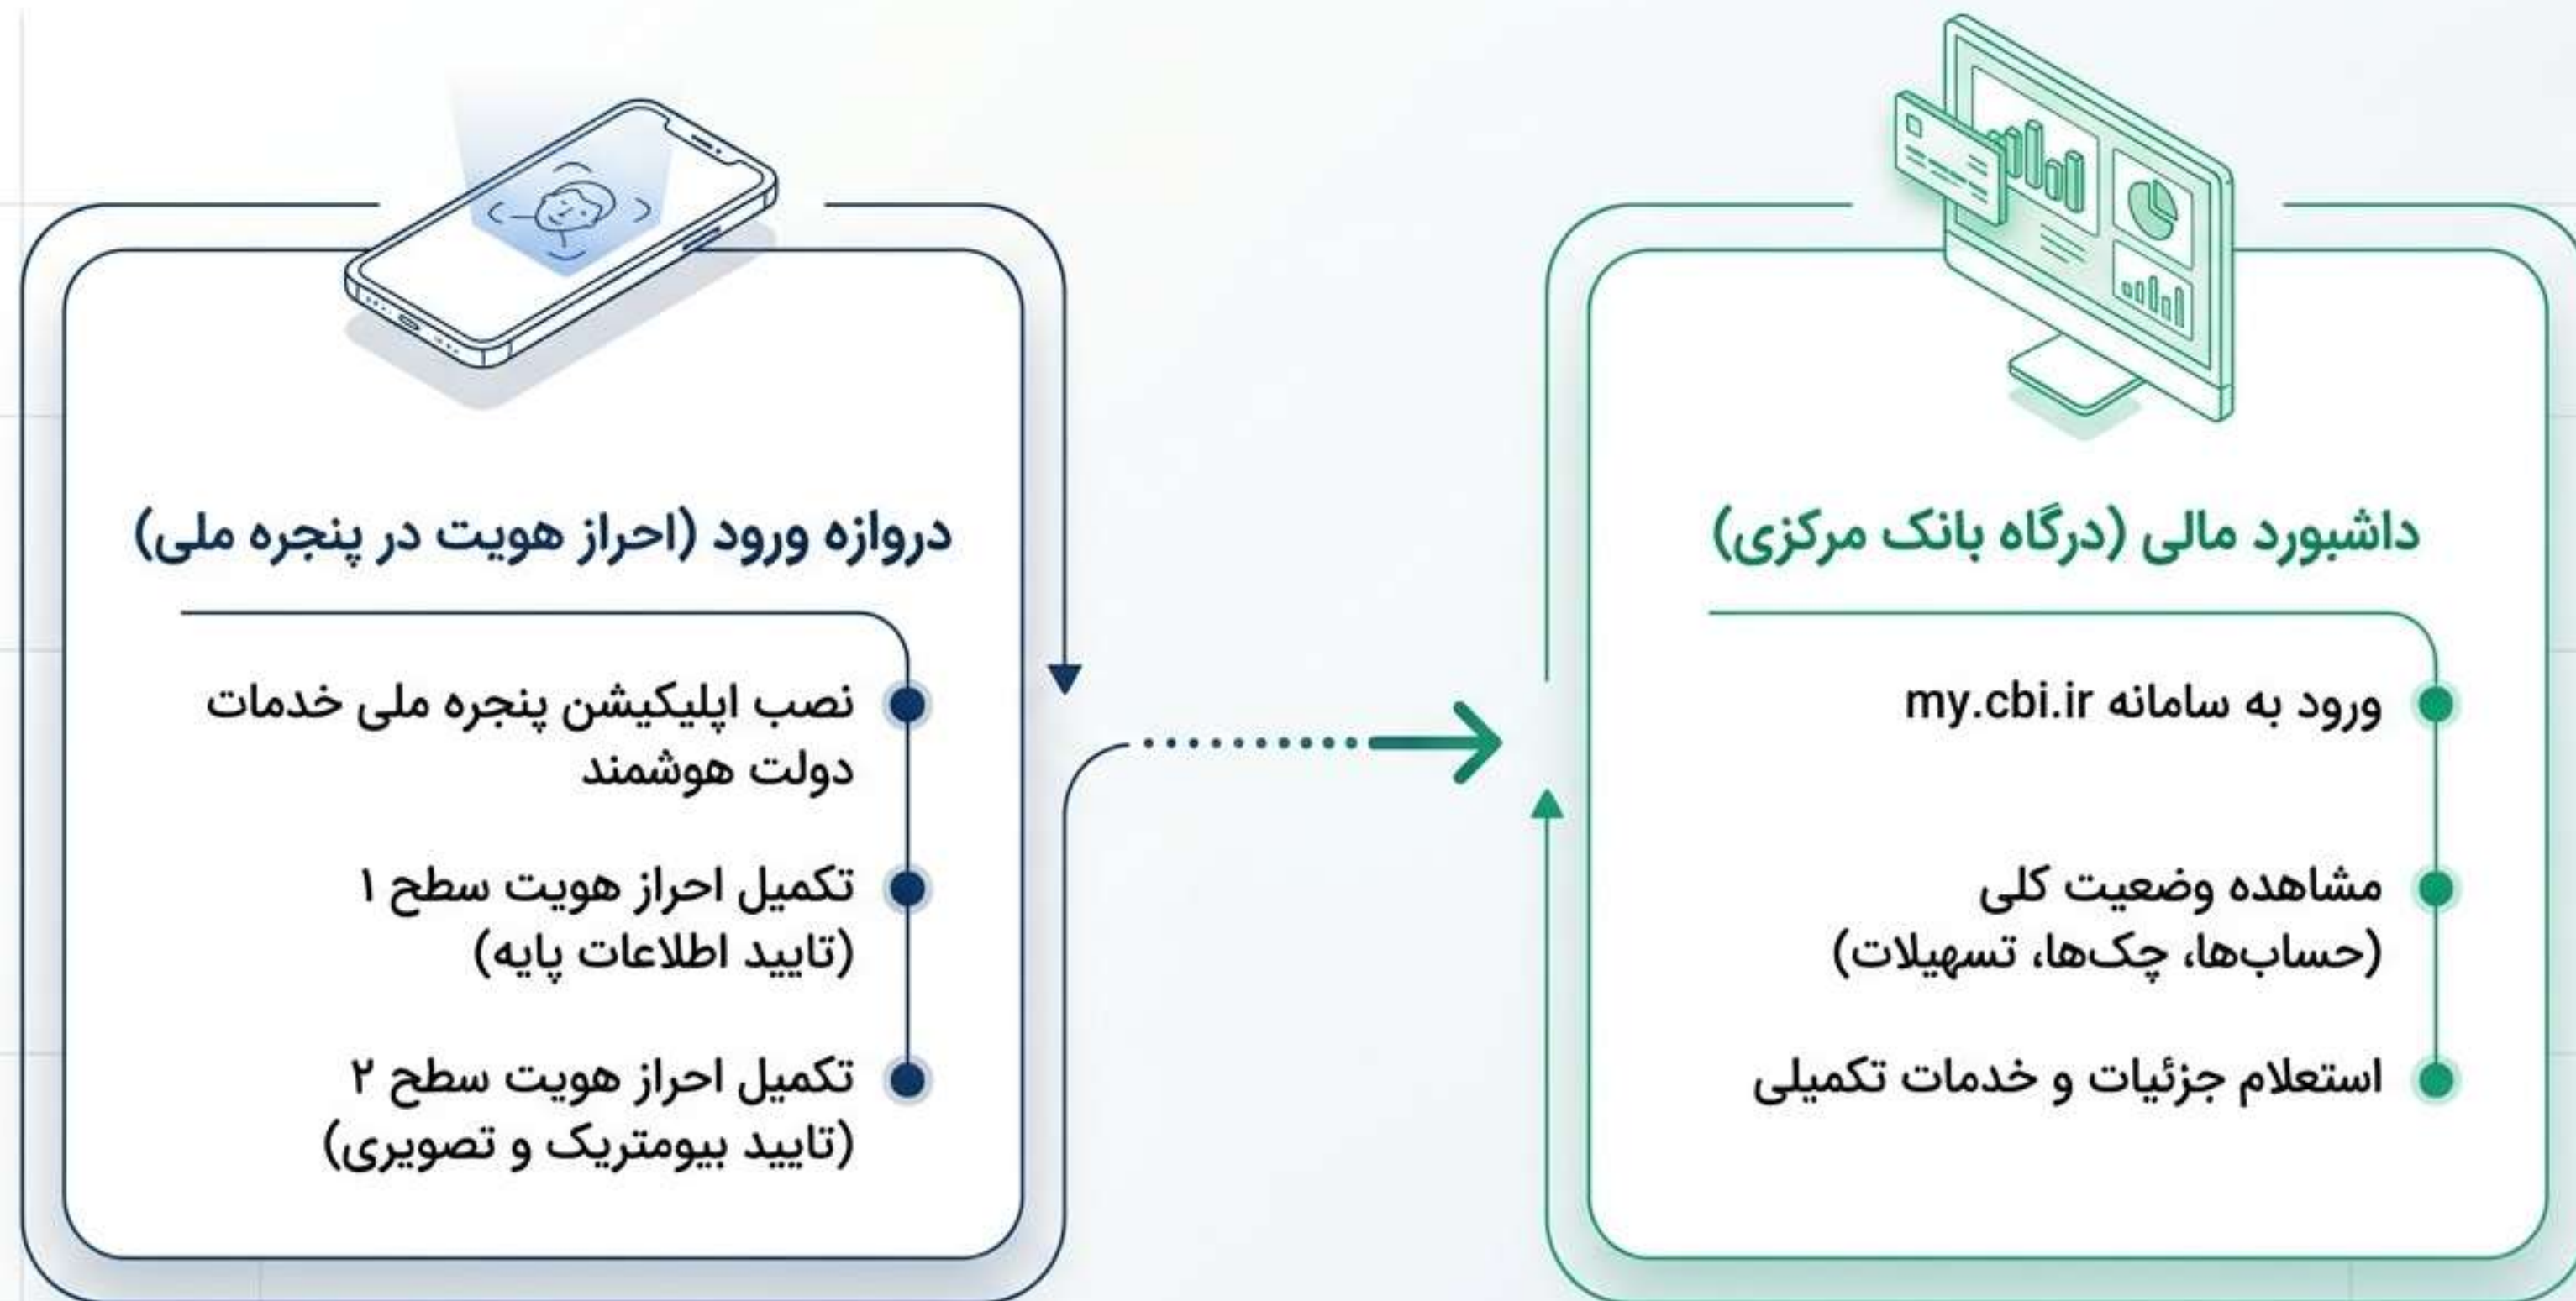 دروازه ورود (احراز هویت در پنجره ملی)
نصب اپلیکیشن پنجره ملی خدمات
دولت هوشمند
تکمیل احراز هویت سطح ۱
(تایید اطلاعات پایه)
تکمیل احراز هویت سطح ۲
(تایید بیومتریک و تصویری)
داشبورد مالی (درگاه بانک مرکزی)
ورود به سامانه my.cbi.ir
مشاهده وضعیت کلی
(حساب‌ها، چک‌ها، تسهیلات)
استعلام جزئیات و خدمات تکمیلی